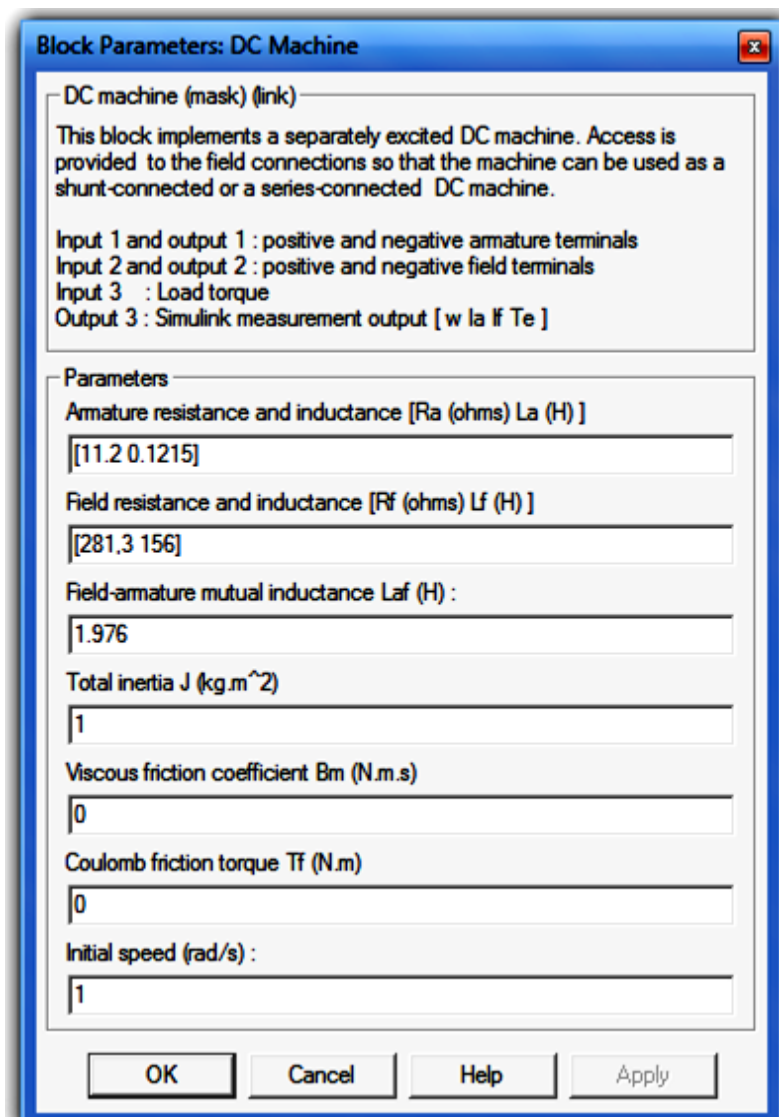 Block Parameters: DC Machine
DC machine (mask) (link)
This block implements a separately excited DC machine. Access is
provided to the field connections so that the machine can be used as a
shunt-connected or a series-connected DC machine.
Input 1 and output 1 : positive and negative armature terminals
Input 2 and output 2 : positive and negative field terminals
Input 3 : Load torque
Output 3 : Simulink measurement output [ w Ia If Te ]
Parameters
Armature resistance and inductance [Ra (ohms) La (H) ]
[11.2 0.1215]
Field resistance and inductance [Rf (ohms) Lf (H) ]
[281,3 156]
Field-armature mutual inductance Laf (H) :
1.976
Total inertia J (kg.m^2)
1
Viscous friction coefficient Bm (N.m.s)
0
Coulomb friction torque Tf (N.m)
0
Initial speed (rad/s) :
1
OK Cancel Help Apply